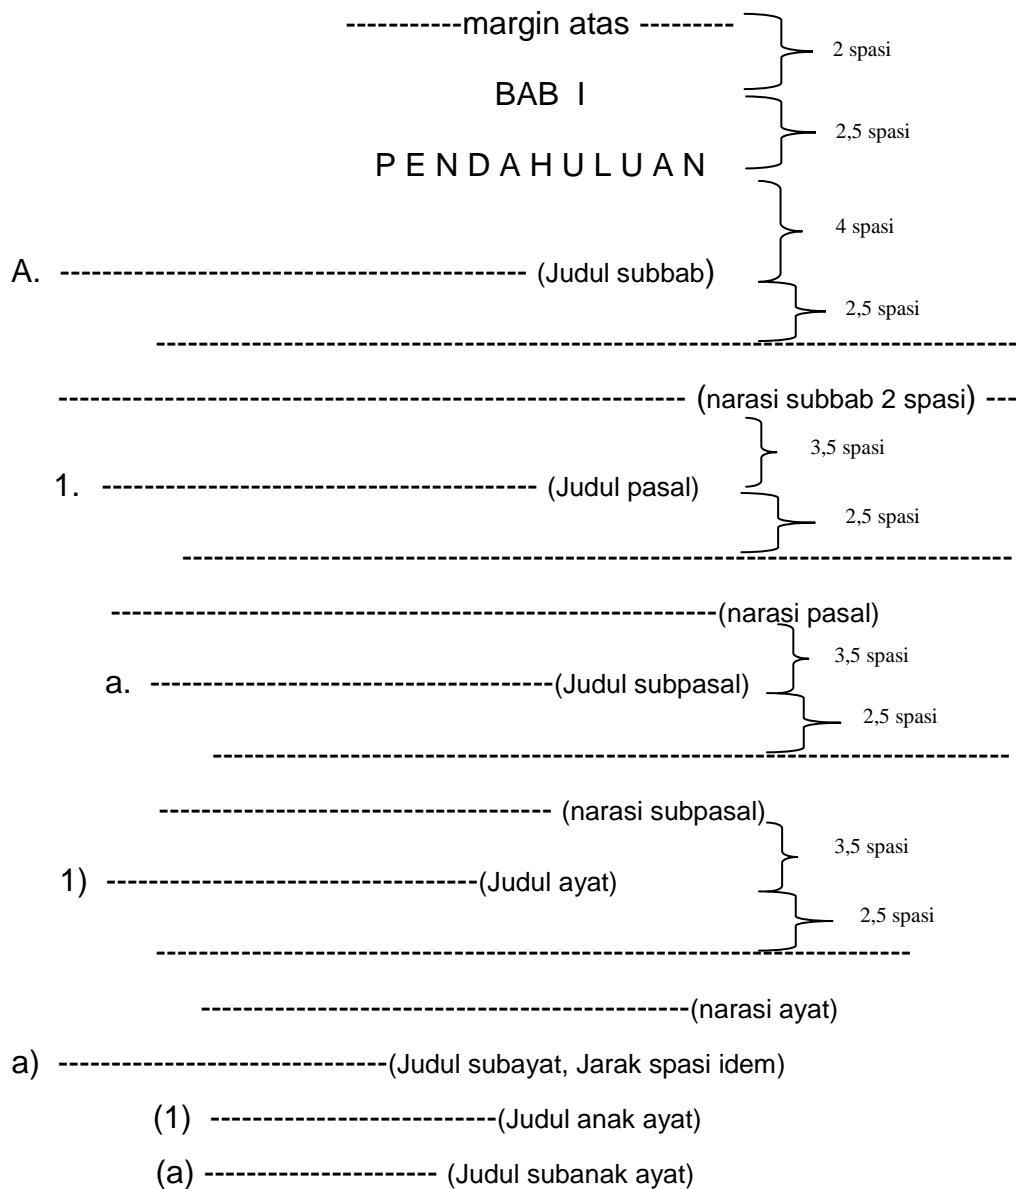 -----------margin atas ---------
2 spasi
BAB I
2,5 spasi
P E N D A H U L U A N
4 spasi
A. --------------------------------------------- (Judul subbab)
2,5 spasi
-----------------------------------------------------------------------------------
------------------------------------------------------------ (narasi subbab 2 spasi) ---
3,5 spasi
1. ------------------------------------------ (Judul pasal)
2,5 spasi
--------------------------------------------------------------------------------
----------------------------------------------------------(narasi pasal)
3,5 spasi
a. ---------------------------------------(Judul subpasal)
2,5 spasi
-----------------------------------------------------------------------------
-------------------------------------- (narasi subpasal)
3,5 spasi
1) ------------------------------------(Judul ayat)
2,5 spasi
-------------------------------------------------------------------------
-----------------------------------------------(narasi ayat)
a) --------------------------------(Judul subayat, Jarak spasi idem)
(1) ---------------------------(Judul anak ayat)
(a) ---------------------- (Judul subanak ayat)